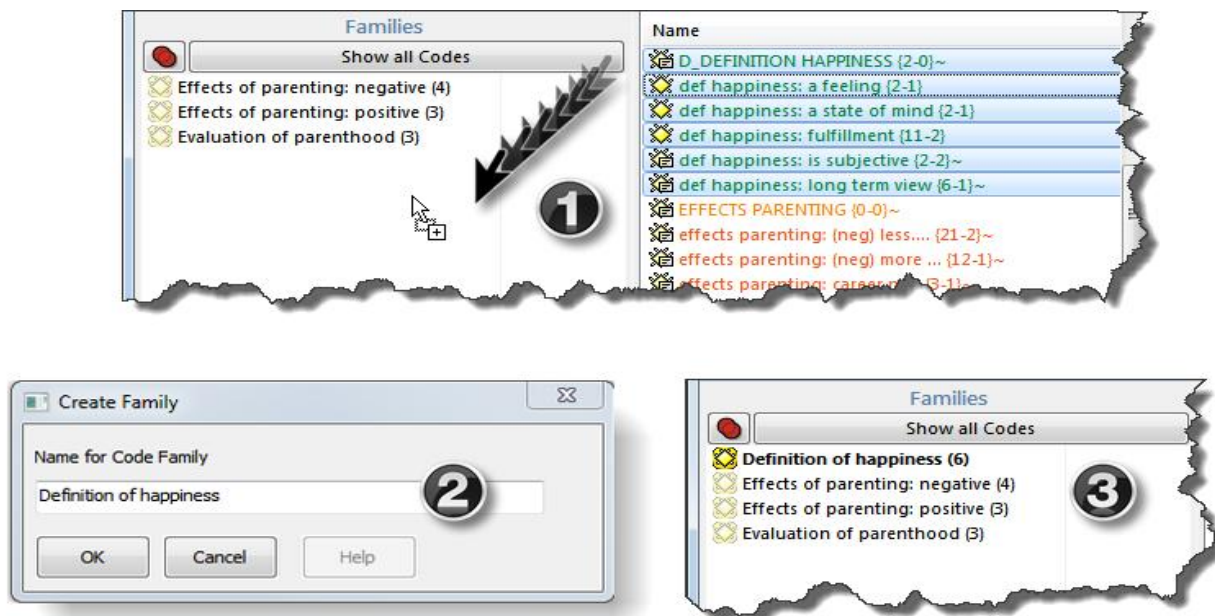 Families
Show all Codes
Effects of parenting: negative (4)
Effects of parenting: positive (3)
Evaluation of parenthood (3)
1
Name
D_DEFINITION HAPPINESS {2-0}~
def happiness: a feeling {2-1}
def happiness: a state of mind {2-1}
def happiness: fulfillment {11-2}
def happiness: is subjective {2-2}~
def happiness: long term view {6-1}~
EFFECTS PARENTING {0-0}~
effects parenting: (neg) less.... {21-2}~
effects parenting: (neg) more ... {12-1}~
effects parenting: career
Create Family
Name for Code Family
Definition of happiness
2
OK
Cancel
Help
Families
Show all Codes
Definition of happiness (6)
Effects of parenting: negative (4)
Effects of parenting: positive (3)
Evaluation of parenthood (3)
3